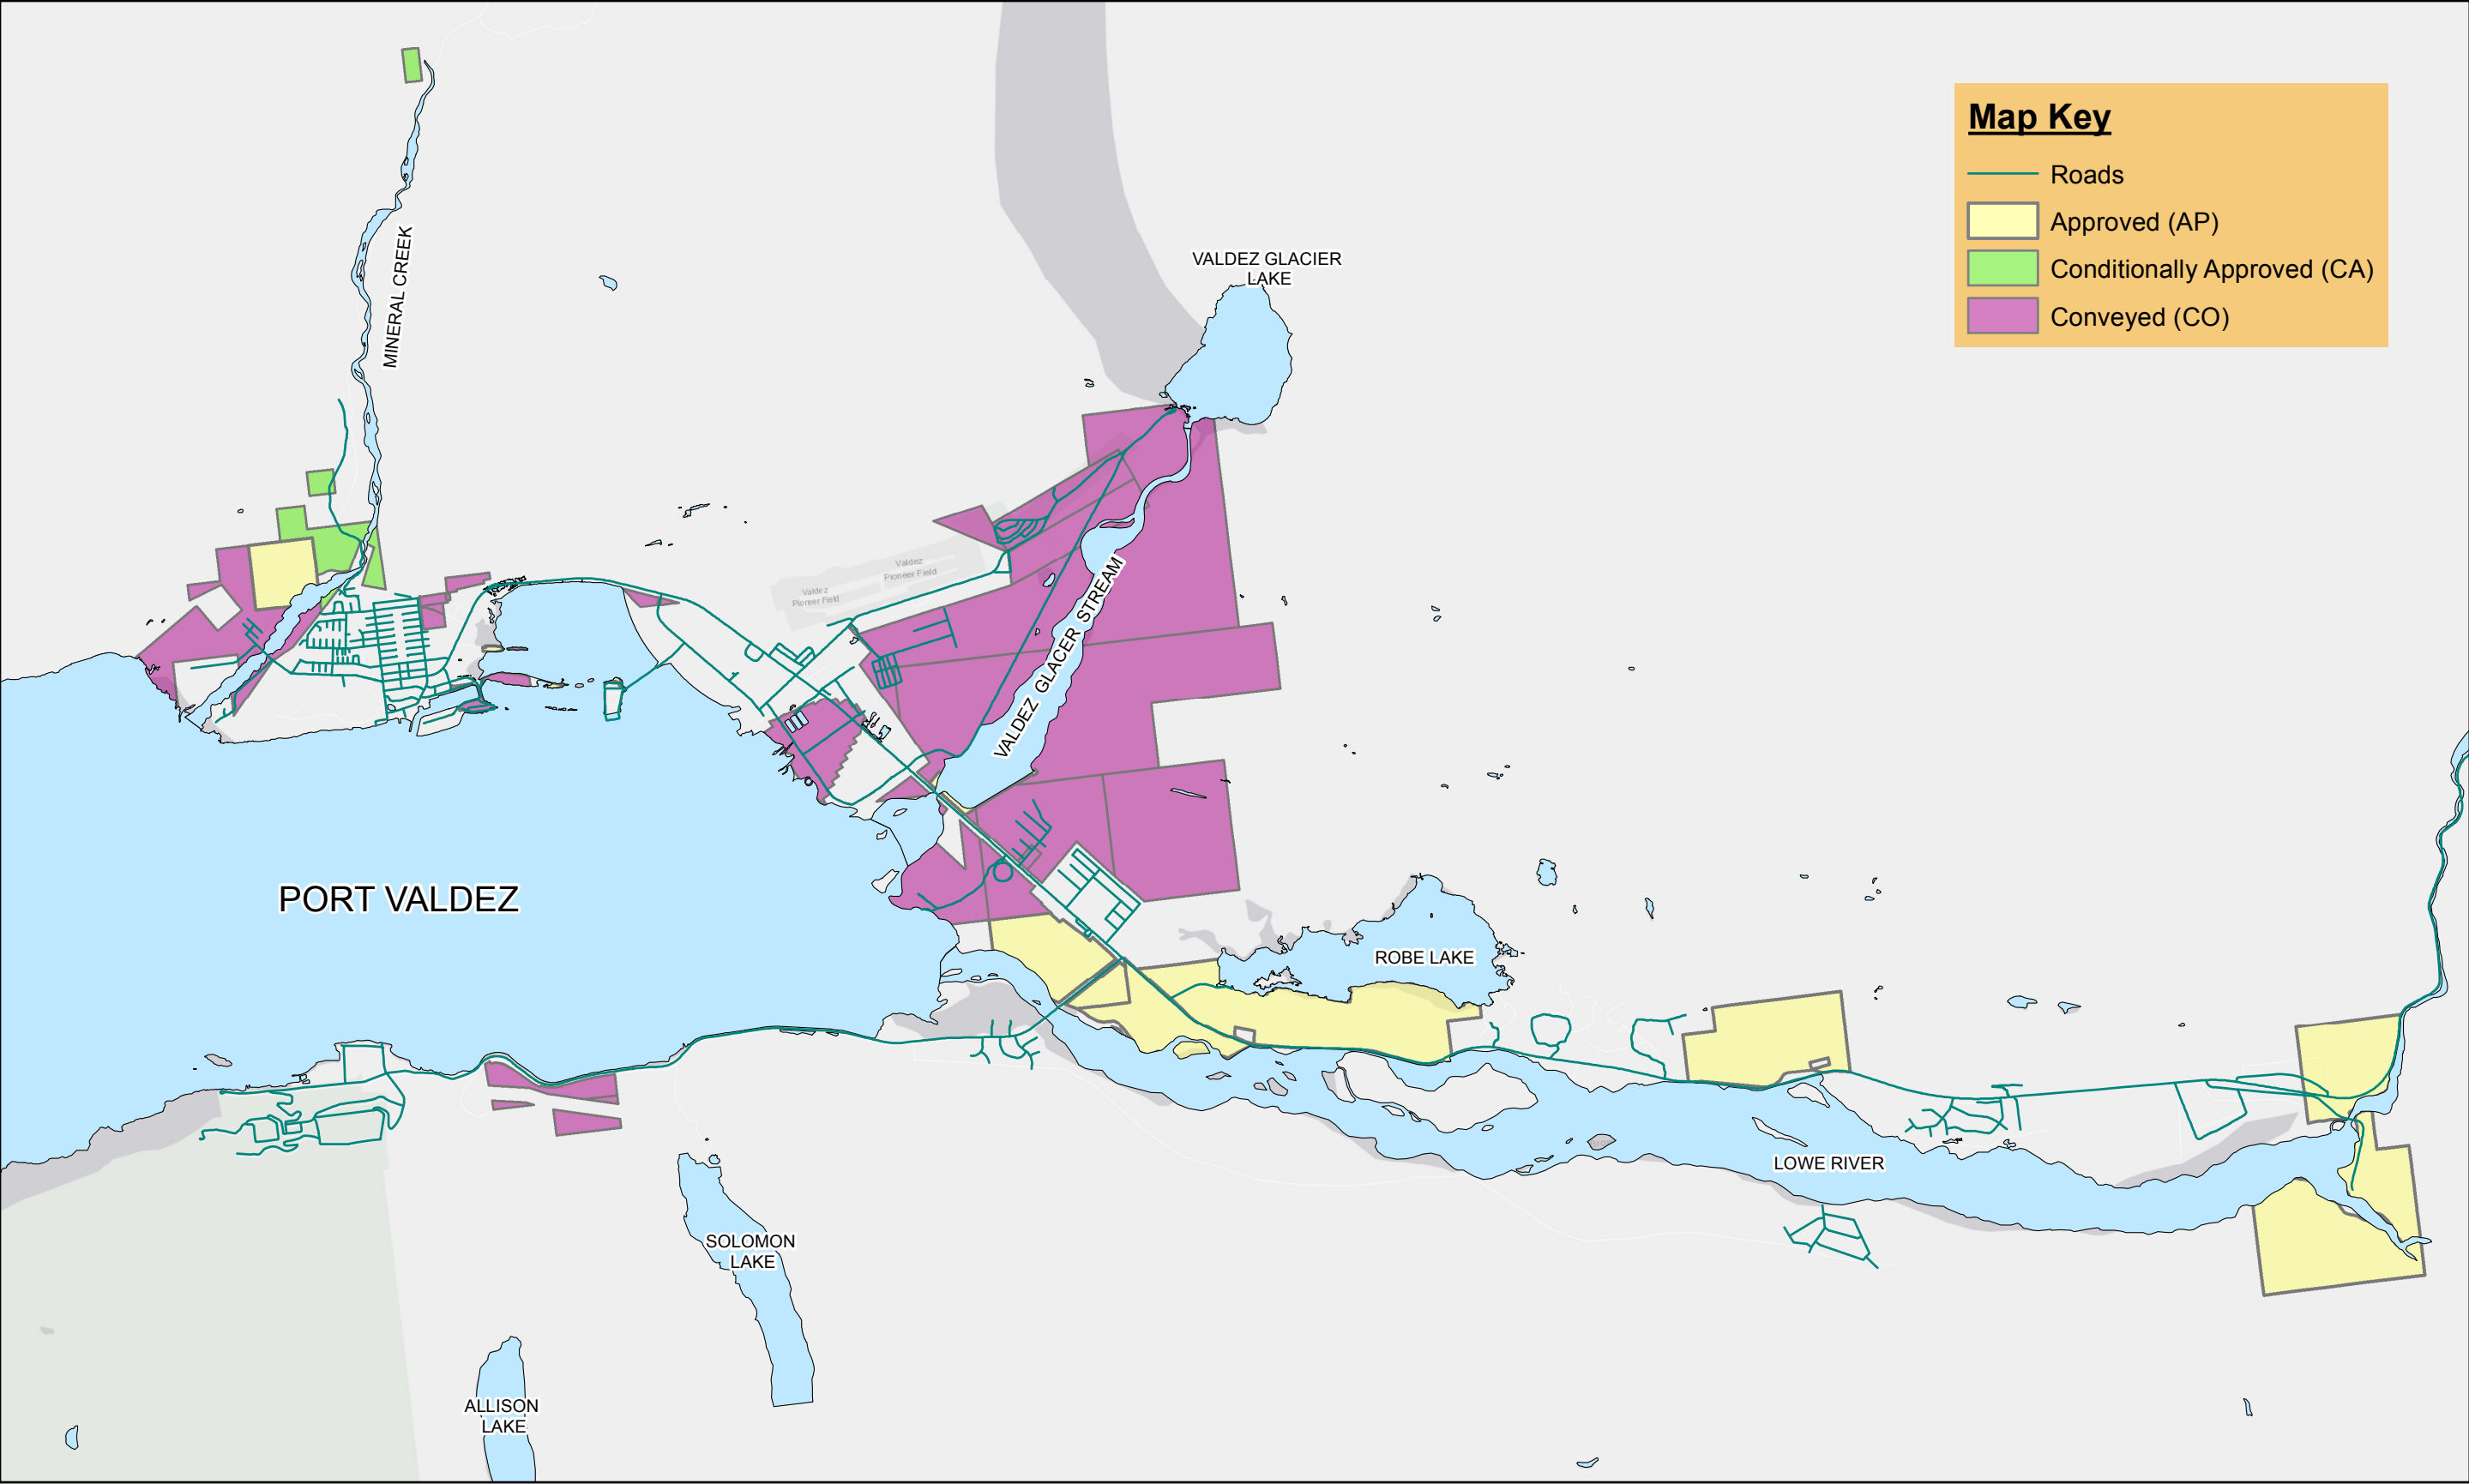 Map Key
Roads
Approved (AP)
Conditionally Approved (CA)
Conveyed (CO)
MINERAL CREEK
VALDEZ GLACIER
LAKE
Valdez
Pioneer Field
Valdez
Pioneer Field
VALDEZ GLACER STREAM
PORT VALDEZ
ROBE LAKE
LOWE RIVER
SOLOMON
LAKE
ALLISON
LAKE